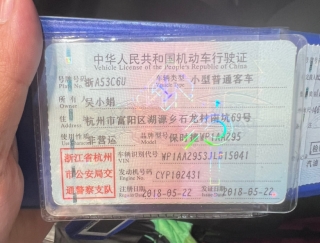 中华人民共和国机动车行驶证
Vehicle License of the People's Republic of China
号牌号码 浙A53C6U 车辆类型 小型普通客车
所有人 吴小娟
住址 杭州市富阳区湖源乡石龙村南坑69号
使用性质 非营运 品牌型号 保时捷WP1AA295
浙江省杭州市公安局交通警察支队
车辆识别代号 WP1AA2953JLG15041
VIN
发动机号码 CYP102431
Engine No.
注册日期 2018-05-22 发证日期 2018-05-22